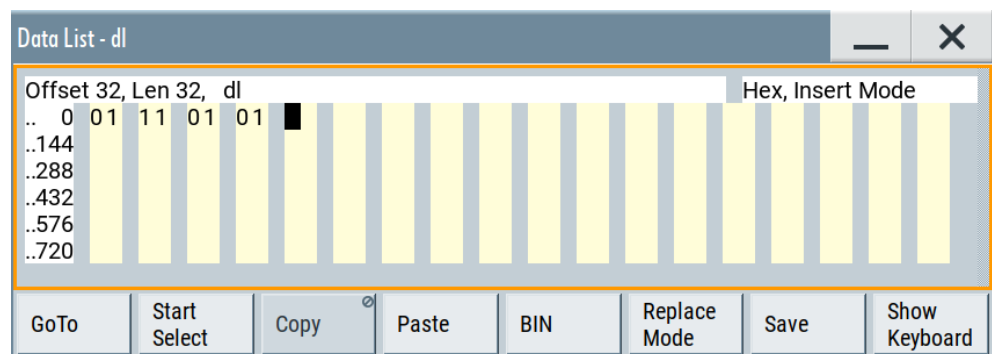 Data List - dl
Offset 32, Len 32, dl Hex, Insert Mode
.. 0 01 11 01 01
..144
..288
..432
..576
..720
GoTo Start Select Copy Paste BIN Replace Mode Save Show Keyboard